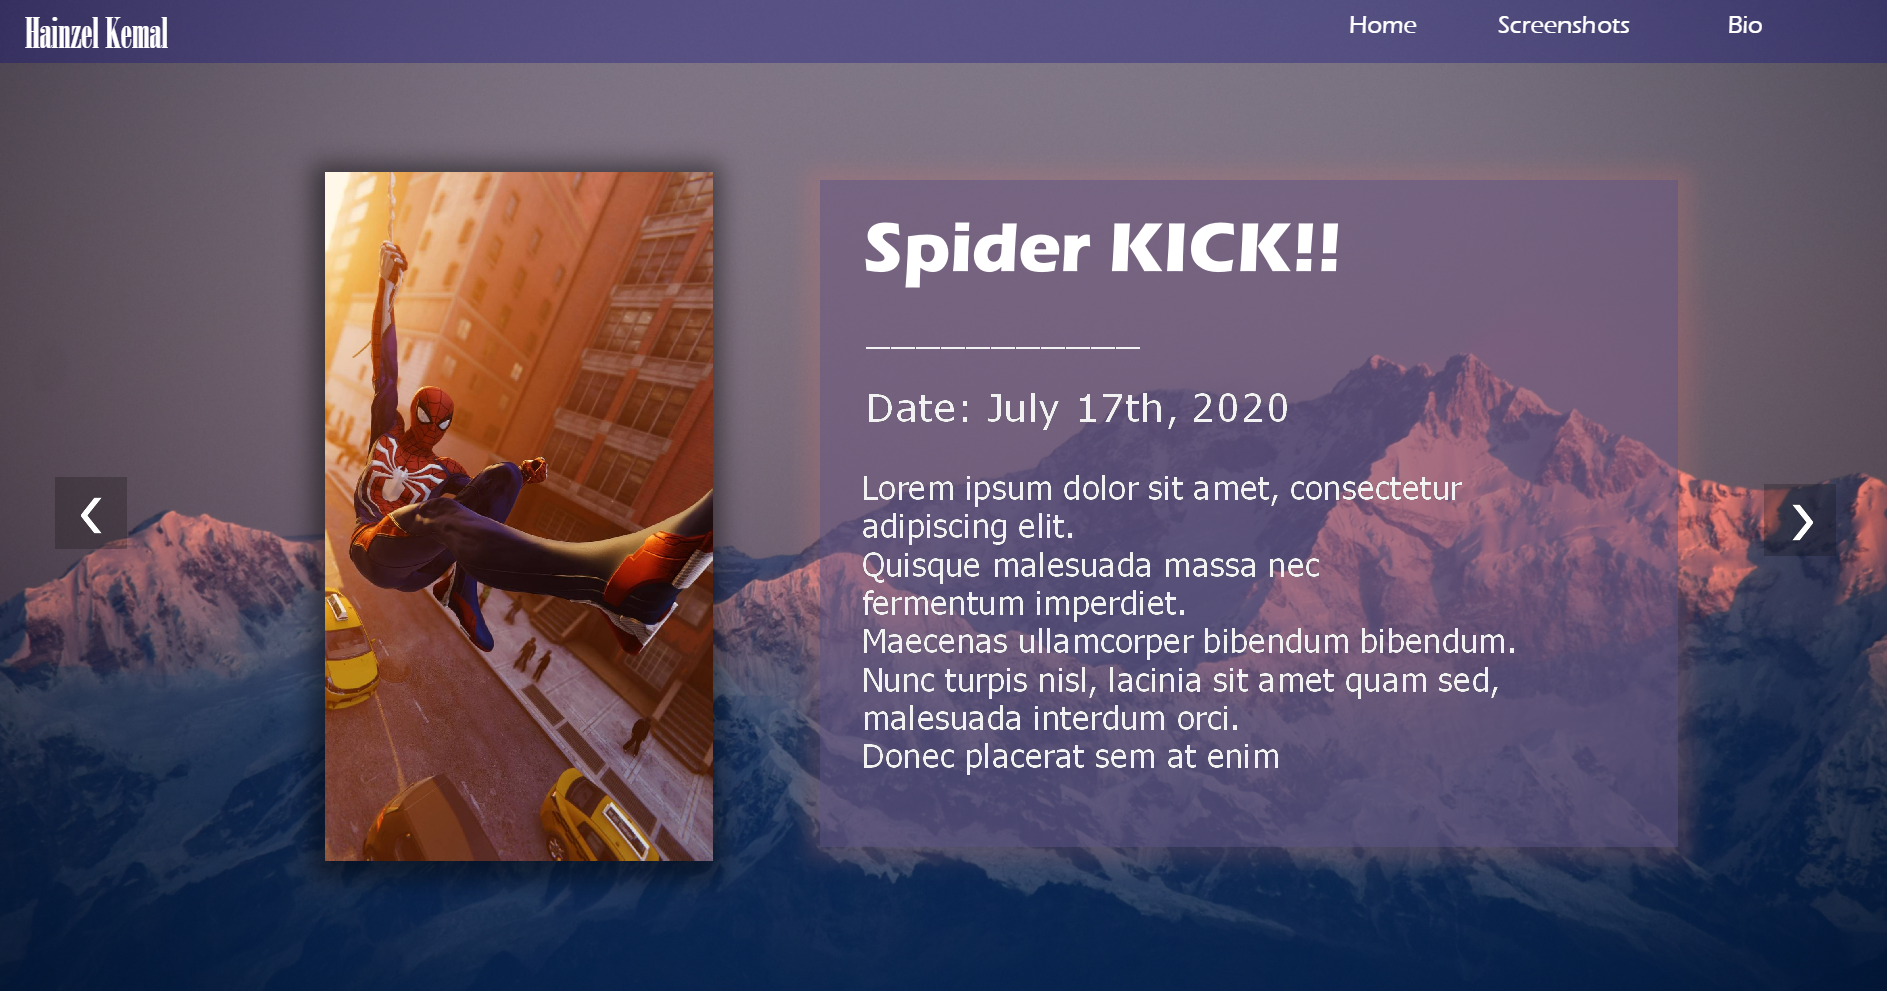 Hainzel Kemal
Home
Screenshots
Bio
Spider KICK!!
___________
Date: July 17th, 2020
Lorem ipsum dolor sit amet, consectetur
adipiscing elit.
Quisque malesuada massa nec
fermentum imperdiet.
Maecenas ullamcorper bibendum bibendum.
Nunc turpis nisl, lacinia sit amet quam sed,
malesuada interdum orci.
Donec placerat sem at enim